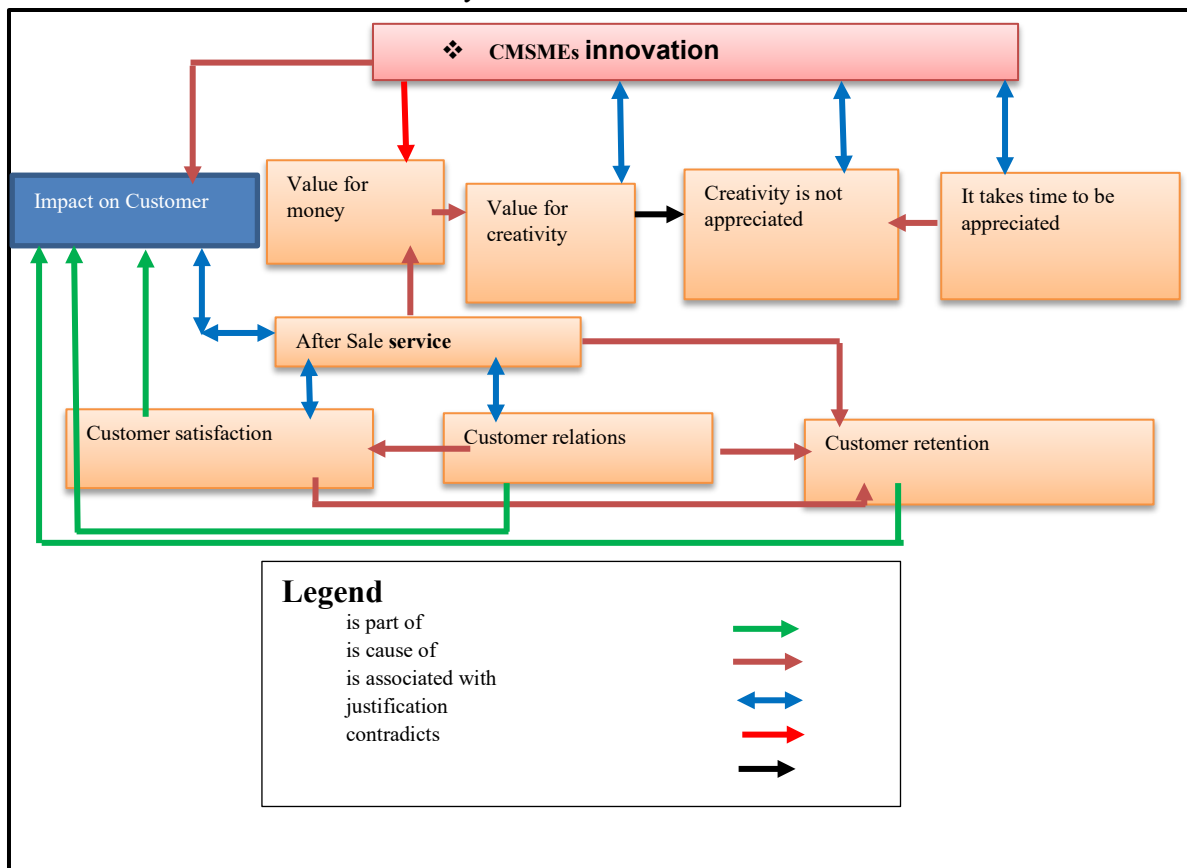 ❖ CMSMEs innovation
Impact on Customer
Value for
money
Value for
creativity
Creativity is not
appreciated
It takes time to be
appreciated
After Sale service
Customer satisfaction
Customer relations
Customer retention
Legend
is part of
is cause of
is associated with
justification
contradicts